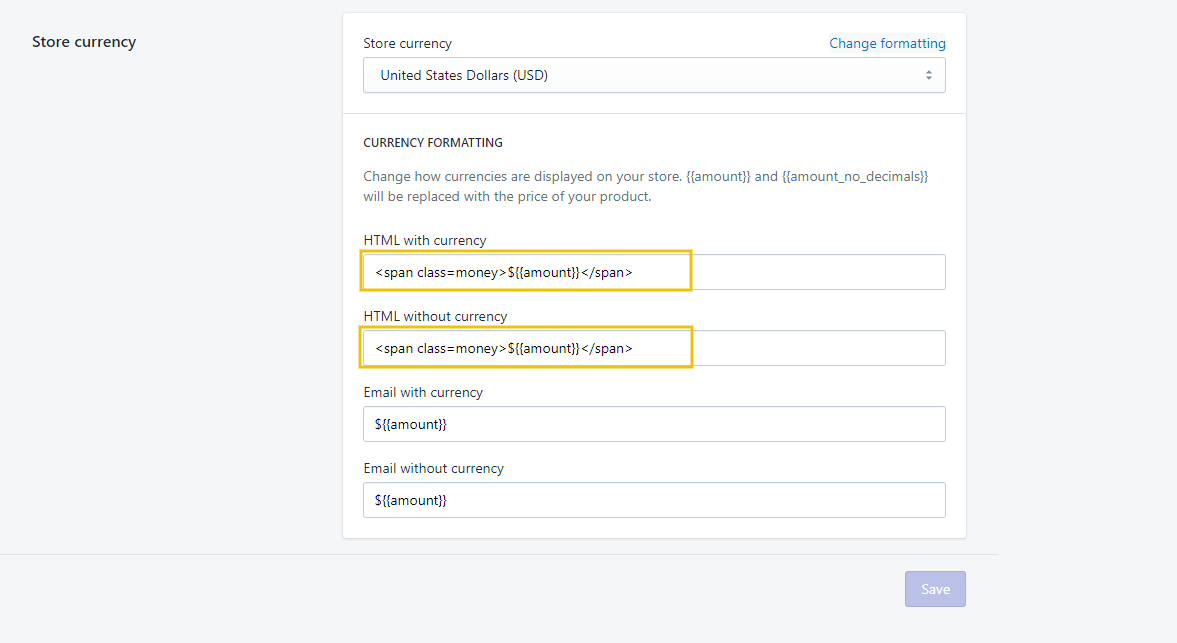 Store currency
Store currency
Change formatting
United States Dollars (USD)
CURRENCY FORMATTING
Change how currencies are displayed on your store. {{amount}} and {{amount_no_decimals}}
will be replaced with the price of your product.
HTML with currency
<span class=money>${{amount}}</span>
HTML without currency
<span class=money>${{amount}}</span>
Email with currency
${{amount}}
Email without currency
${{amount}}
Save